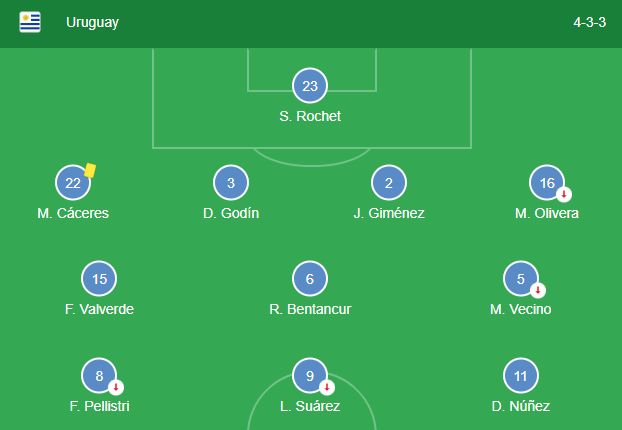 Uruguay 4-3-3
23
S. Rochet
22 3 2 16
M. Cáceres D. Godín J. Giménez M. Olivera
15 6 5
F. Valverde R. Bentancur M. Vecino
8 9 11
F. Pellistri L. Suárez D. Núñez